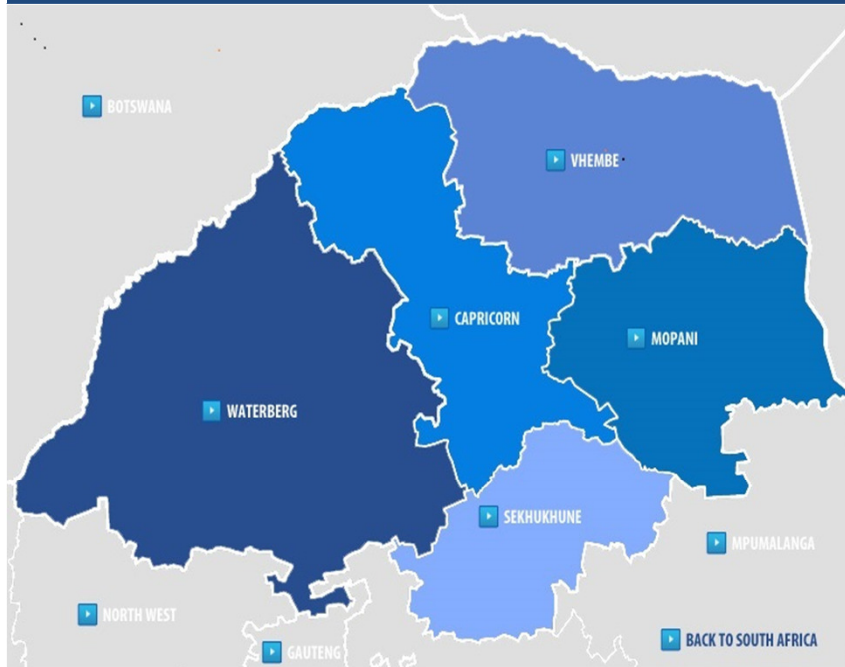 BOTSWANA
VHEMBE
CAPRICORN
MOPANI
WATERBERG
SEKHUKHUNE
MPUMALANGA
NORTH WEST
BACK TO SOUTH AFRICA
GAUTENG